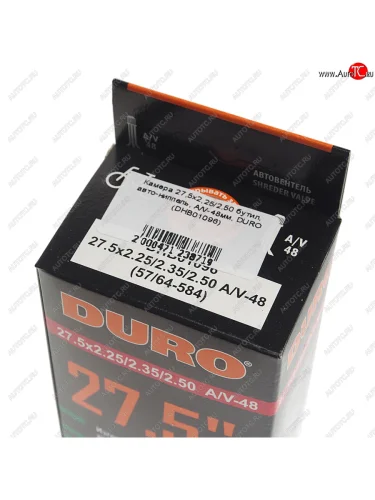 www.AutoTC.ru
A/V
48
АВТОВЕНТЕЛЬ
SHREDER VALVE
A/V
48
Камера 27.5x2.25/2.50 бутил,
авто-ниппель, A/V-48мм, DURO
(DHB01096)
27.5x2.25/2.35/2.50 A/V-48
(57/64-584)
DURO
27.5x2.25/2.35/2.50 A/V-48
27.5"